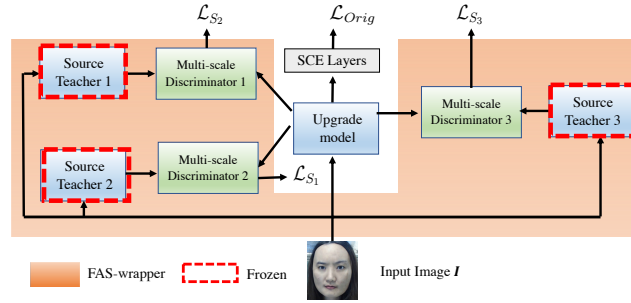 ℒ_{S_2}
ℒ_{Orig}
ℒ_{S_3}
SCE Layers
Source
Teacher 1
Multi-scale
Discriminator 1
Upgrade
model
Multi-scale
Discriminator 3
Source
Teacher 3
Source
Teacher 2
Multi-scale
Discriminator 2
ℒ_{S_1}
FAS-wrapper
Frozen
Input Image I